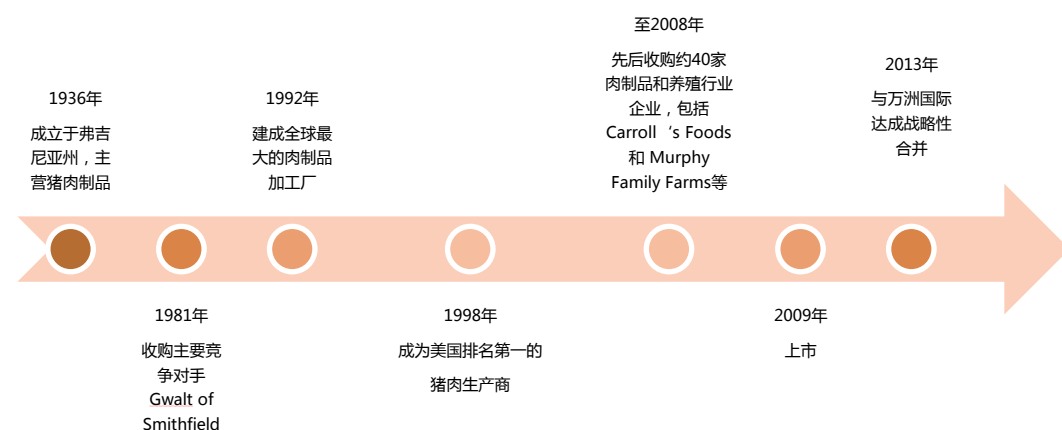 1936年
成立于弗吉
尼亚州，主
营猪肉制品
1981年
收购主要竞
争对手
Gwalt of
Smithfield
1992年
建成全球最
大的肉制品
加工厂
1998年
成为美国排名第一的
猪肉生产商
至2008年
先后收购约40家
肉制品和养殖行业
企业，包括
Carroll‘s Foods
和 Murphy
Family Farms等
2009年
上市
2013年
与万洲国际
达成战略性
合并